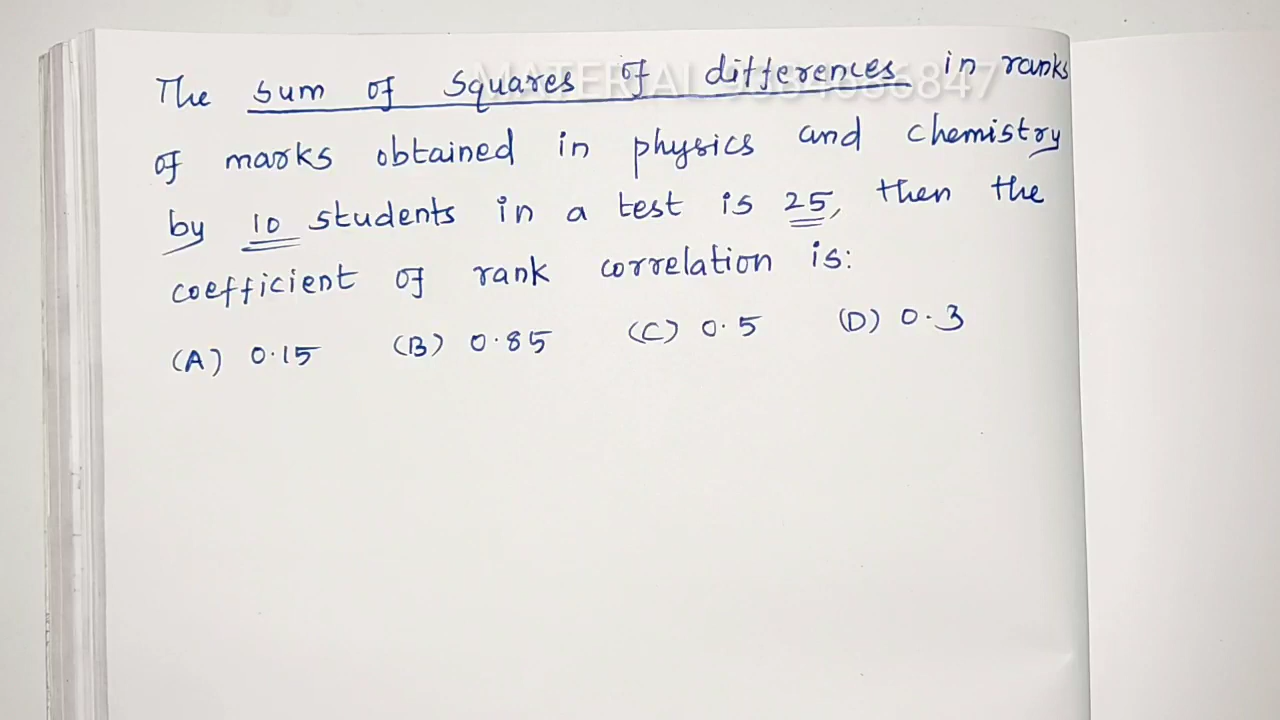 The sum of squares of differences in ranks
of marks obtained in physics and chemistry
by 10 students in a test is 25, then the
coefficient of rank correlation is:
(A) 0.15 (B) 0.85 (C) 0.5 (D) 0.3